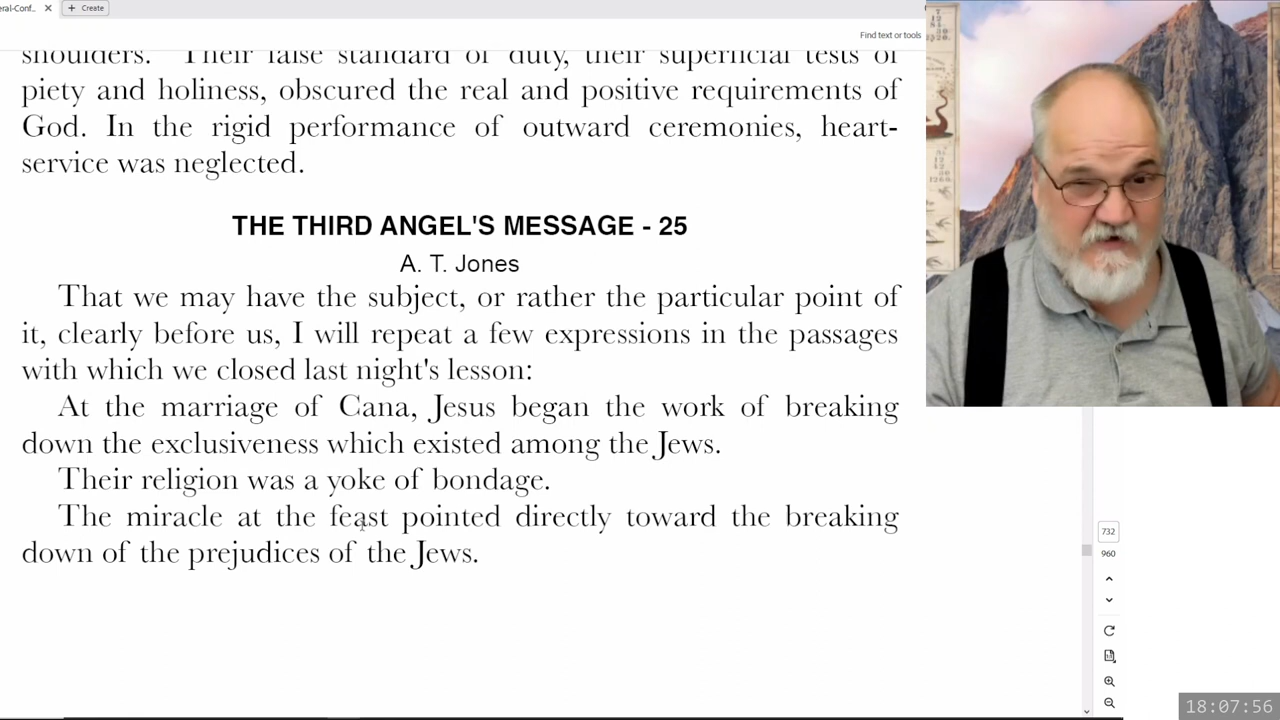 eral-Conf..
Create
Find text or tools
shoulders. Their false standard of duty, their superficial tests of
piety and holiness, obscured the real and positive requirements of
God. In the rigid performance of outward ceremonies, heart-
service was neglected.
THE THIRD ANGEL'S MESSAGE - 25
A. T. Jones
That we may have the subject, or rather the particular point of
it, clearly before us, I will repeat a few expressions in the passages
with which we closed last night's lesson:
At the marriage of Cana, Jesus began the work of breaking
down the exclusiveness which existed among the Jews.
Their religion was a yoke of bondage.
The miracle at the feast pointed directly toward the breaking
down of the prejudices of the Jews.
732
960
18:07:56